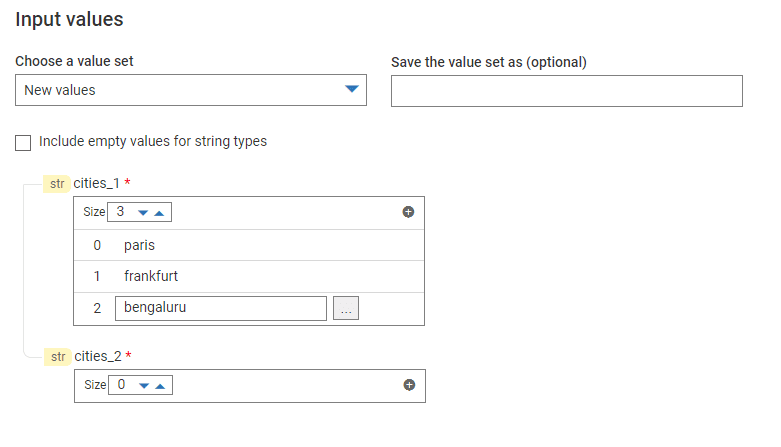 Input values
Choose a value set
Save the value set as (optional)
New values
Include empty values for string types
str cities_1 *
Size 3
0 paris
1 frankfurt
2 bengaluru ...
str cities_2 *
Size 0